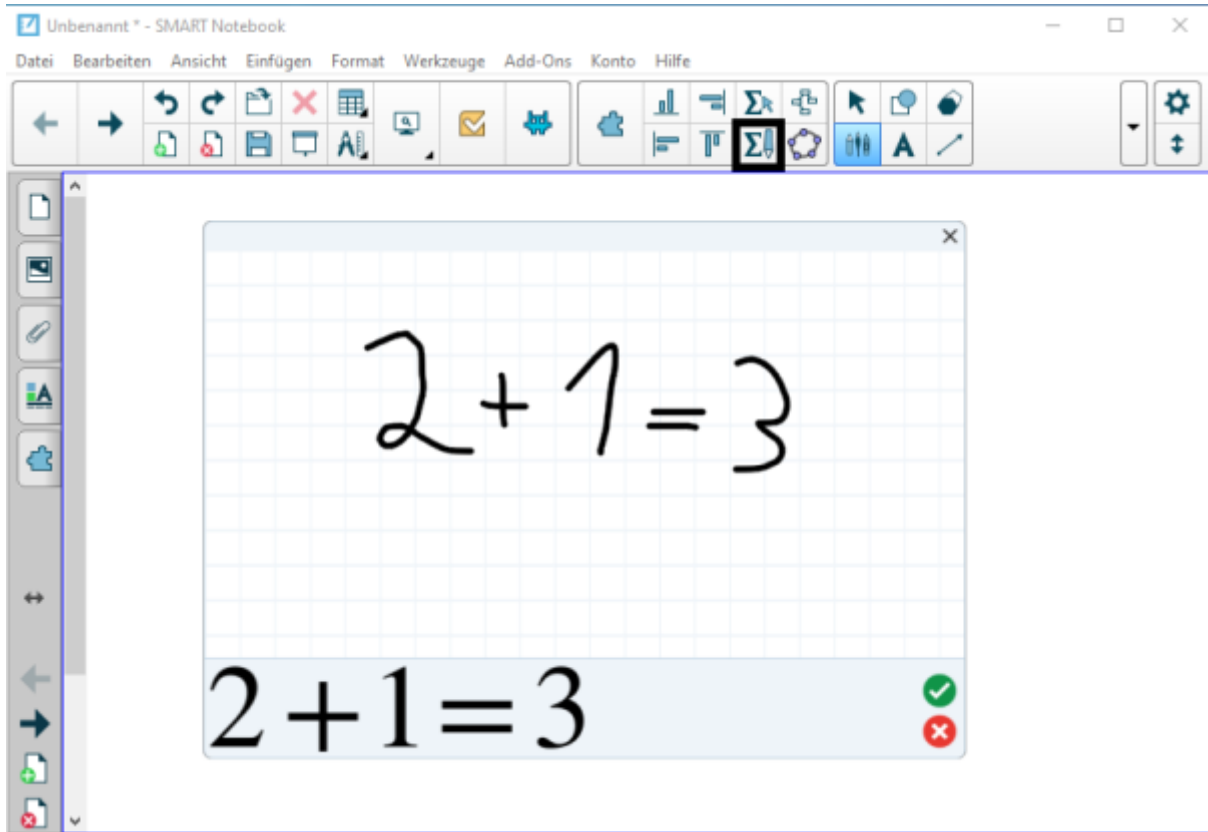 Unbenannt * - SMART Notebook
Datei Bearbeiten Ansicht Einfügen Format Werkzeuge Add-Ons Konto Hilfe
2+1=3
2+1=3